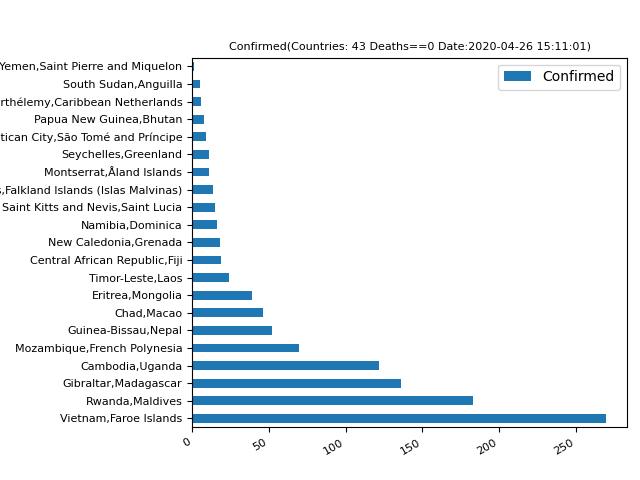 Confirmed(Countries: 43 Deaths==0 Date:2020-04-26 15:11:01)
Confirmed
Yemen,Saint Pierre and Miquelon
South Sudan,Anguilla
rthélemy,Caribbean Netherlands
Papua New Guinea,Bhutan
tican City,São Tomé and Príncipe
Seychelles,Greenland
Montserrat,Åland Islands
s,Falkland Islands (Islas Malvinas)
Saint Kitts and Nevis,Saint Lucia
Namibia,Dominica
New Caledonia,Grenada
Central African Republic,Fiji
Timor-Leste,Laos
Eritrea,Mongolia
Chad,Macao
Guinea-Bissau,Nepal
Mozambique,French Polynesia
Cambodia,Uganda
Gibraltar,Madagascar
Rwanda,Maldives
Vietnam,Faroe Islands
0 50 100 150 200 250